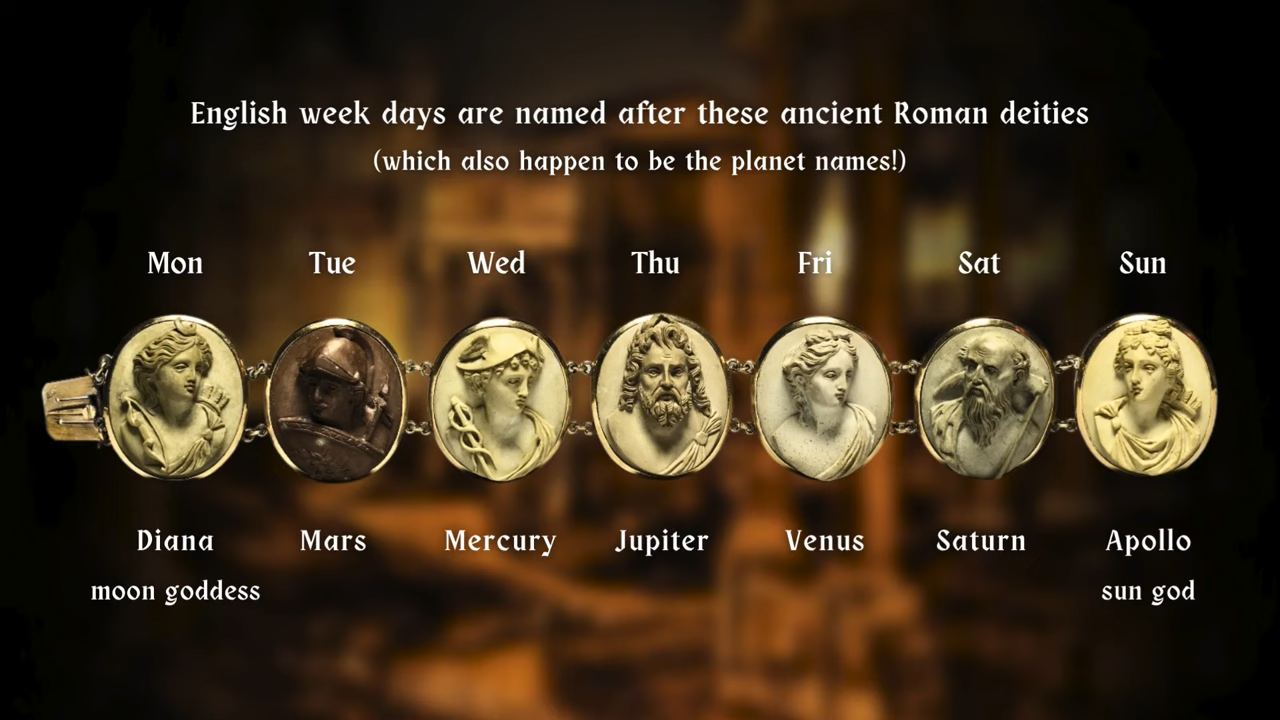 English week days are named after these ancient Roman deities
(which also happen to be the planet names!)
Mon Tue Wed Thu Fri Sat Sun
Diana Mars Mercury Jupiter Venus Saturn Apollo
moon goddess sun god